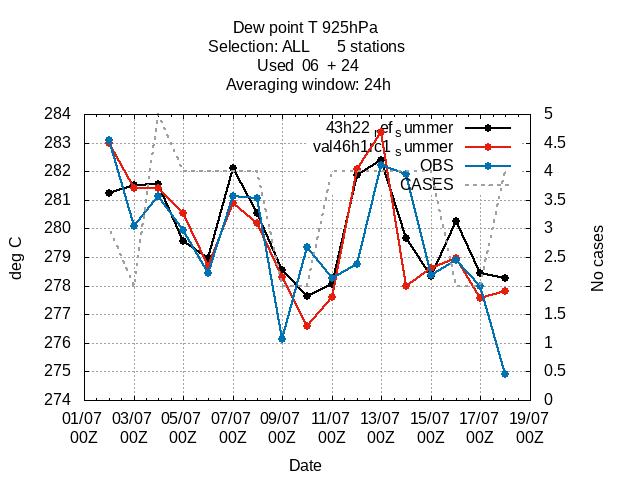 Dew point T 925hPa
Selection: ALL 5 stations
Used 06 + 24
Averaging window: 24h
284 5
43h22_ref_summer
283 4.5
val46h1rc1_summer
OBS
282 4
CASES
281 3.5
280 3
279 2.5
278 2
277 1.5
276 1
275 0.5
274 0
deg C
No cases
01/07 03/07 05/07 07/07 09/07 11/07 13/07 15/07 17/07 19/07
00Z 00Z 00Z 00Z 00Z 00Z 00Z 00Z 00Z 00Z
Date